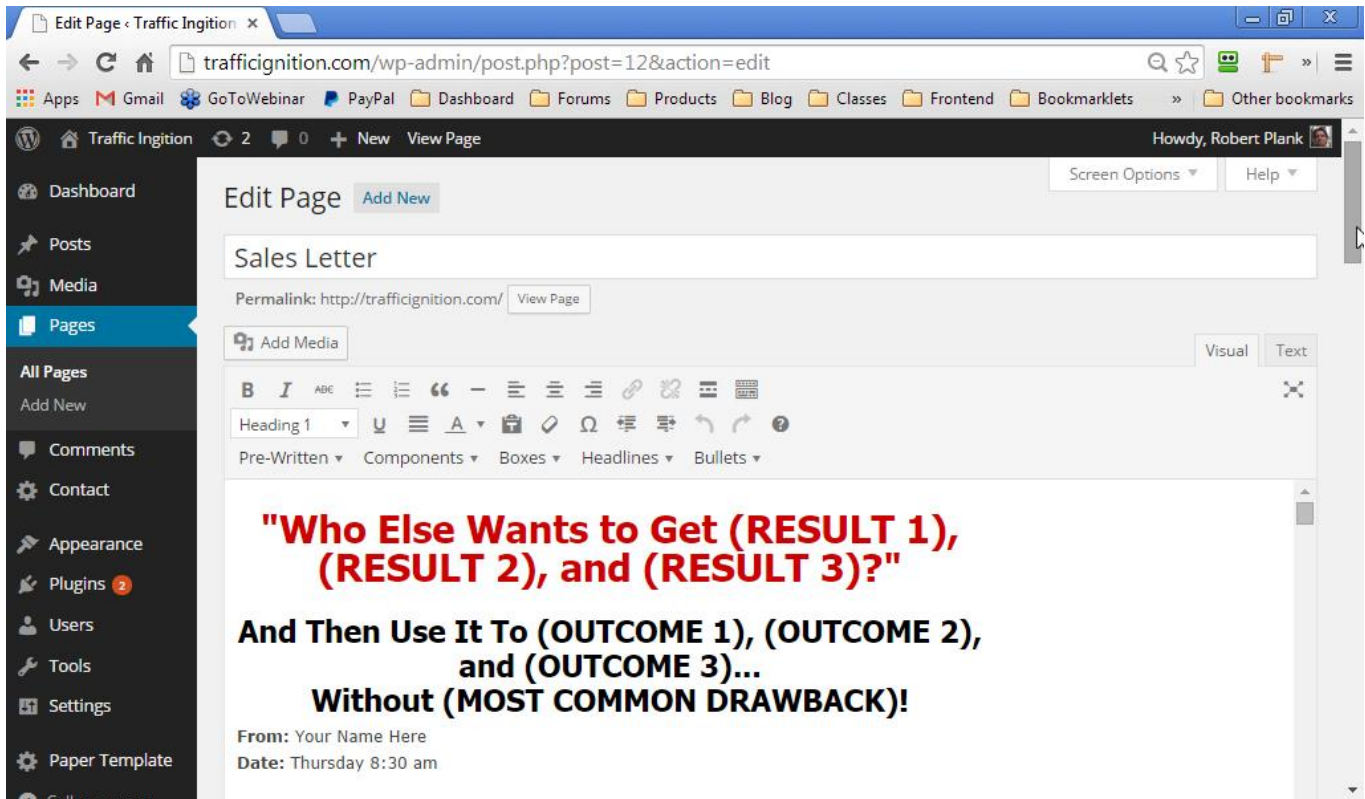 Edit Page ‹ Traffic Ingition ×
trafficignition.com/wp-admin/post.php?post=12&action=edit
Apps Gmail GoToWebinar PayPal Dashboard Forums Products Blog Classes Frontend Bookmarklets » Other bookmarks
Traffic Ingition 2 0 + New View Page Howdy, Robert Plank
Screen Options ▼ Help ▼
Dashboard
Posts
Media
Pages
All Pages
Add New
Comments
Contact
Appearance
Plugins 2
Users
Tools
Settings
Paper Template
Edit Page Add New
Sales Letter
Permalink: http://trafficignition.com/ View Page
Add Media
Visual Text
B I ABC
Heading 1 ▼ U A ▼ Ω
Pre-Written ▼ Components ▼ Boxes ▼ Headlines ▼ Bullets ▼
"Who Else Wants to Get (RESULT 1),
(RESULT 2), and (RESULT 3)?"
And Then Use It To (OUTCOME 1), (OUTCOME 2),
and (OUTCOME 3)...
Without (MOST COMMON DRAWBACK)!
From: Your Name Here
Date: Thursday 8:30 am